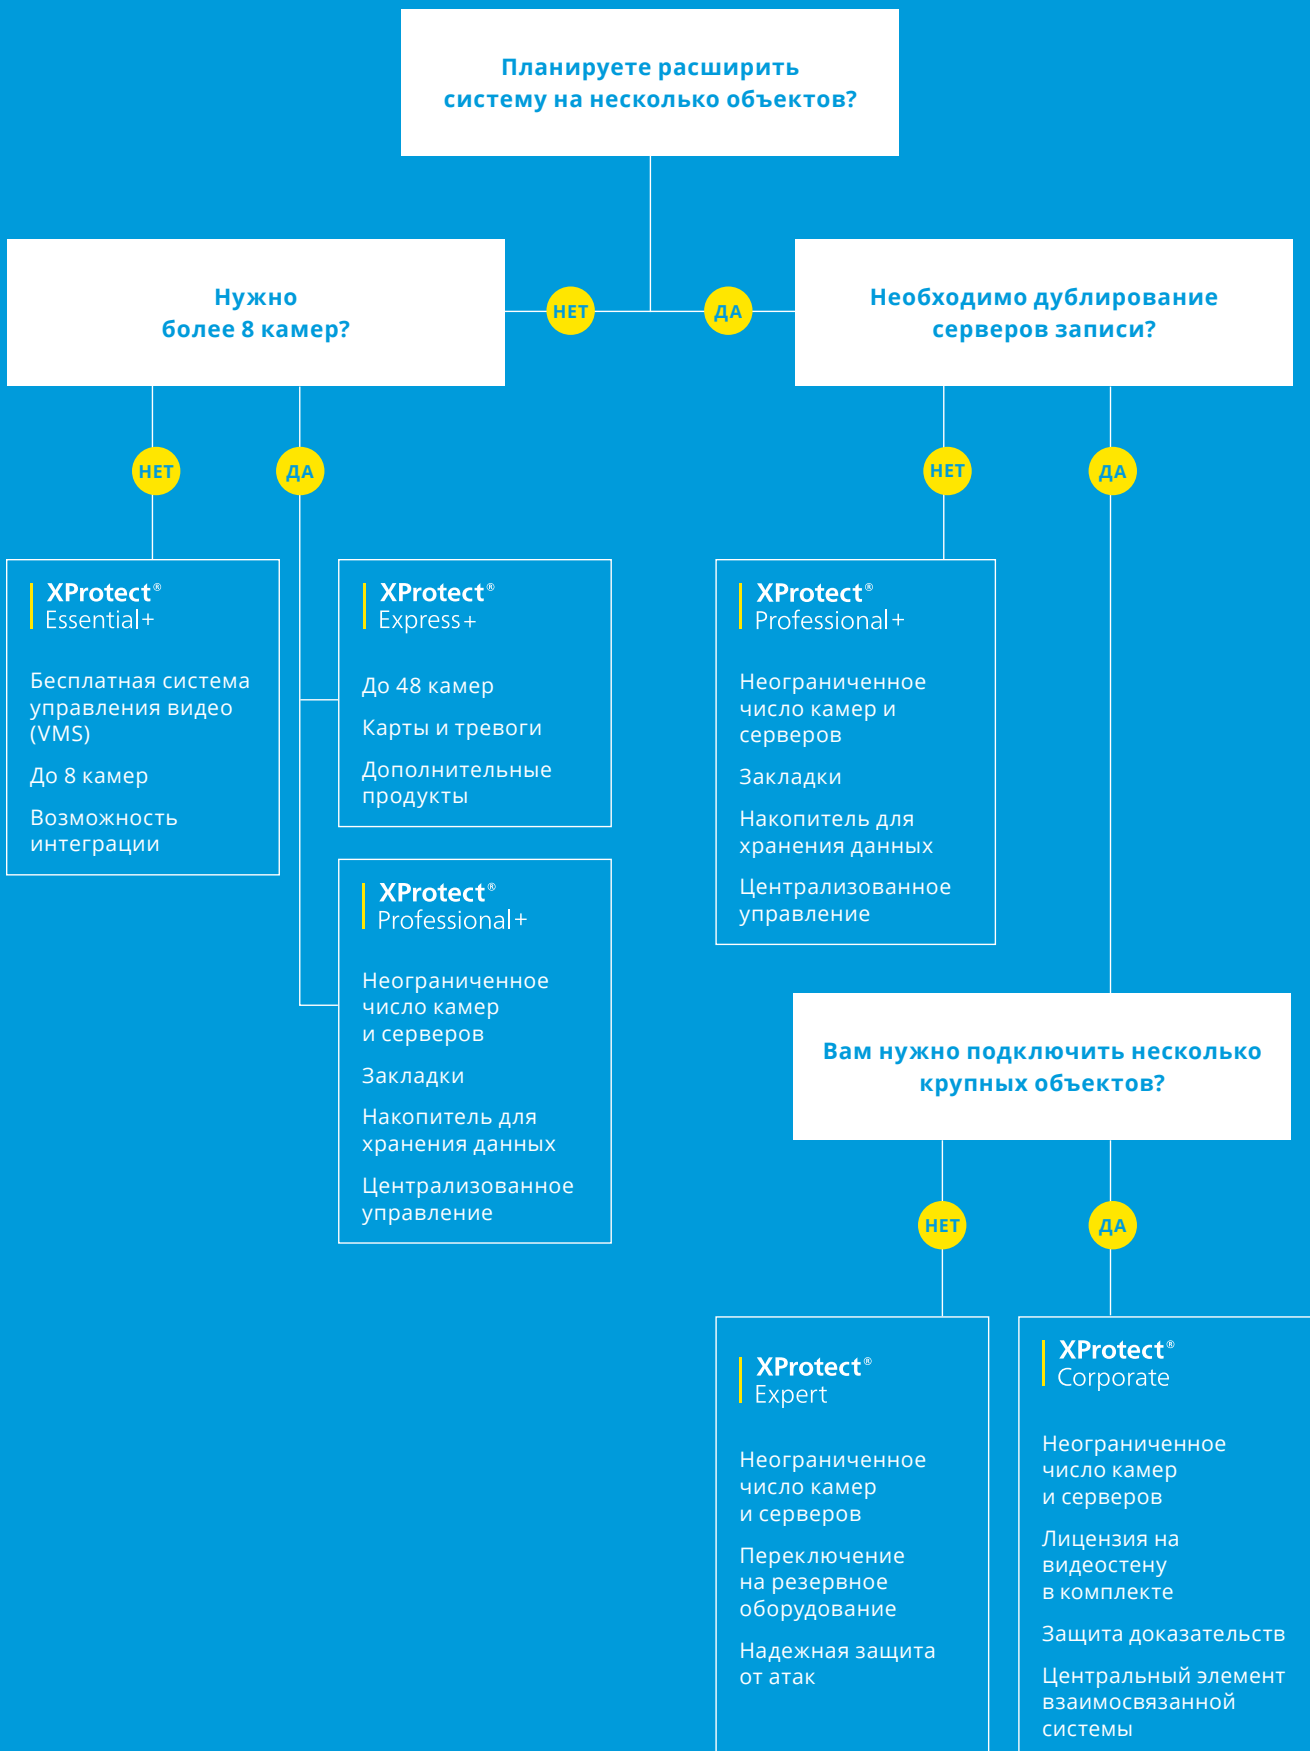 Планируете расширить
систему на несколько объектов?
Нужно
более 8 камер?
НЕТ
ДА
Необходимо дублирование
серверов записи?
НЕТ
ДА
НЕТ
ДА
XProtect®
Essential+
Бесплатная система
управления видео
(VMS)
До 8 камер
Возможность
интеграции
XProtect®
Express+
До 48 камер
Карты и тревоги
Дополнительные
продукты
XProtect®
Professional+
Неограниченное
число камер
и серверов
Закладки
Накопитель для
хранения данных
Централизованное
управление
XProtect®
Professional+
Неограниченное
число камер и
серверов
Закладки
Накопитель для
хранения данных
Централизованное
управление
Вам нужно подключить несколько
крупных объектов?
НЕТ
ДА
XProtect®
Expert
Неограниченное
число камер
и серверов
Переключение
на резервное
оборудование
Надежная защита
от атак
XProtect®
Corporate
Неограниченное
число камер
и серверов
Лицензия на
видеостену
в комплекте
Защита доказательств
Центральный элемент
взаимосвязанной
системы